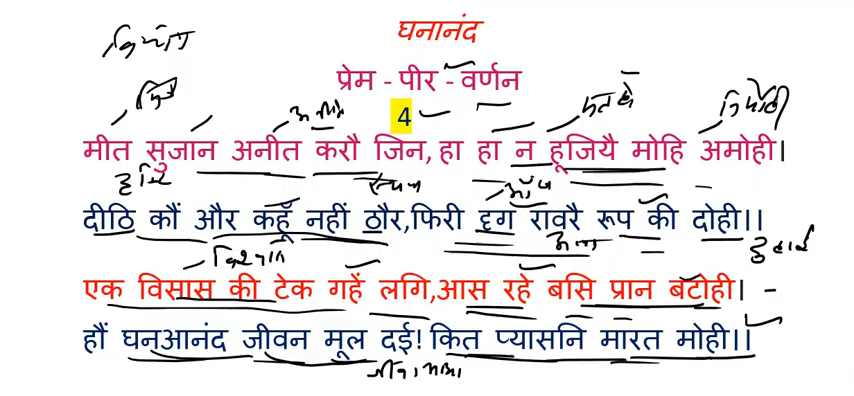 घनानंद
वियोग
प्रेम - पीर - वर्णन
मित्र
4
मत हो
निर्मोही
मीत सुजान अनीत करौ जिन, हा हा न हूजियै मोहि अमोही।
दृष्टि
स्थान
आँख
दीठि कौं और कहूँ नहीं ठौर,फिरी दृग रावरै रूप की दोही।।
विश्वास
दुहाई
एक विसास की टेक गहें लगि,आस रहे बसि प्रान बटोही।
हौं घनआनंद जीवन मूल दई! कित प्यासनि मारत मोही।।